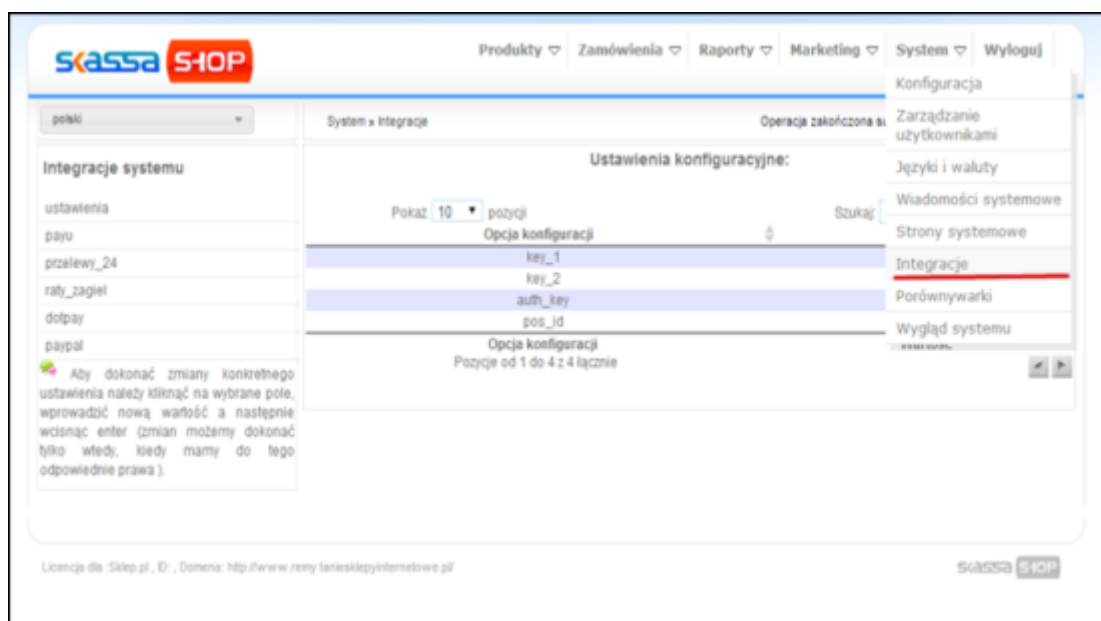 skassa SHOP
Produkty Zamówienia Raporty Marketing System Wyloguj
Konfiguracja
Zarządzanie
użytkownikami
Języki i waluty
Wiadomości systemowe
Strony systemowe
Integracje
Porównywarki
Wygląd systemu
polski
System » Integracje
Operacja zakończona
Integracje systemu
ustawienia
payu
przelewy_24
raty_zagiel
dotpay
paypal
Aby dokonać zmiany konkretnego
ustawienia należy kliknąć na wybrane pole,
wprowadzić nową wartość a następnie
wcisnąc enter (zmian możemy dokonać
tylko wtedy, kiedy mamy do tego
odpowiednie prawa ).
Ustawienia konfiguracyjne:
Pokaż 10 pozycji
Szukaj:
Opcja konfiguracji
key_1
key_2
auth_key
pos_id
Opcja konfiguracji
Pozycje od 1 do 4 z 4 łącznie
Licencja dla :Sklep.pl , ID: , Domena: http://www.remy.taniesklepyinternetowe.pl/
skassa SHOP